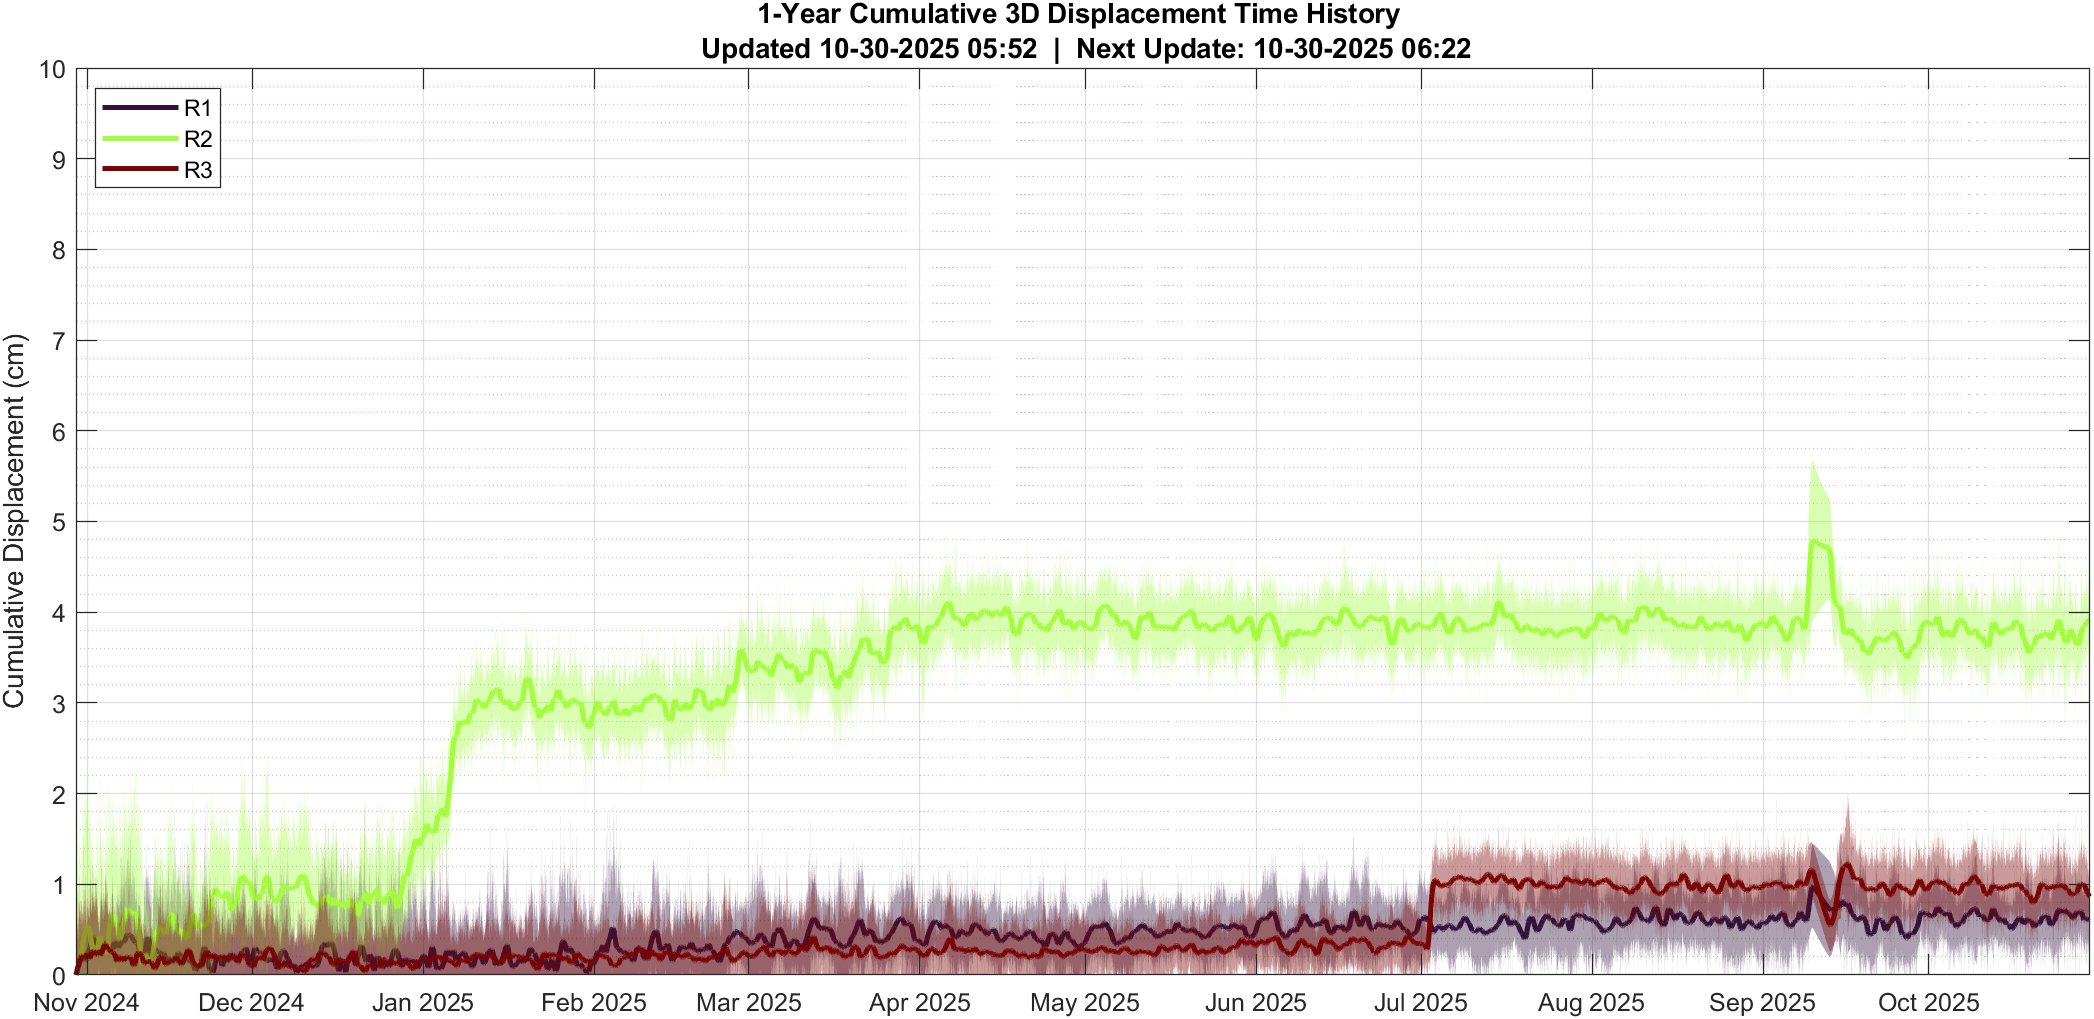 1-Year Cumulative 3D Displacement Time History
Updated 10-30-2025 05:52 | Next Update: 10-30-2025 06:22
10
R1
R2
R3
9
8
7
6
5
4
3
2
1
0
Cumulative Displacement (cm)
Nov 2024 Dec 2024 Jan 2025 Feb 2025 Mar 2025 Apr 2025 May 2025 Jun 2025 Jul 2025 Aug 2025 Sep 2025 Oct 2025